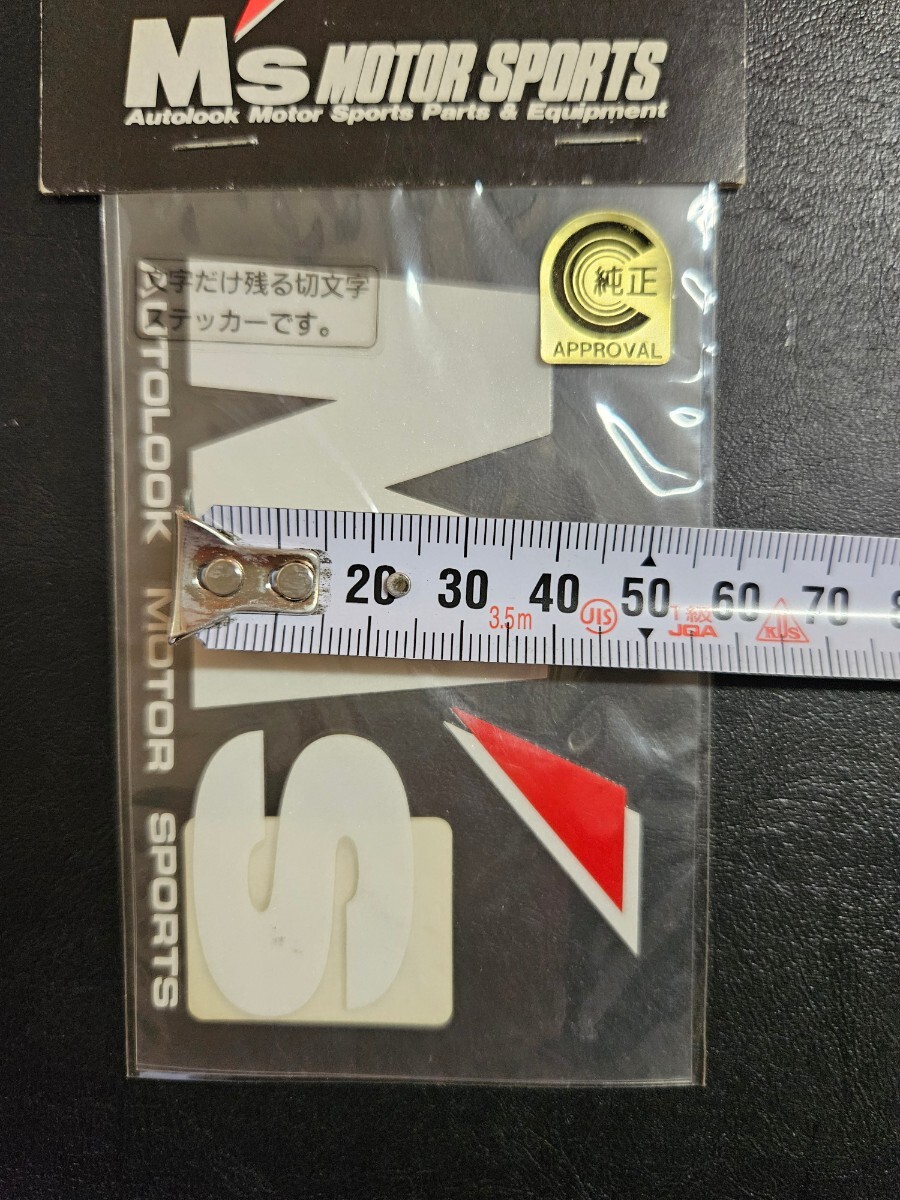 M's MOTOR SPORTS
Autolook Motor Sports Parts & Equipment
文字だけ残る切文字
ステッカーです。
純正
APPROVAL
AUTOLOOK MOTOR SPORTS
M's
20 30 40 50 60 70 8
3.5m JIS 1級 JQA KJS